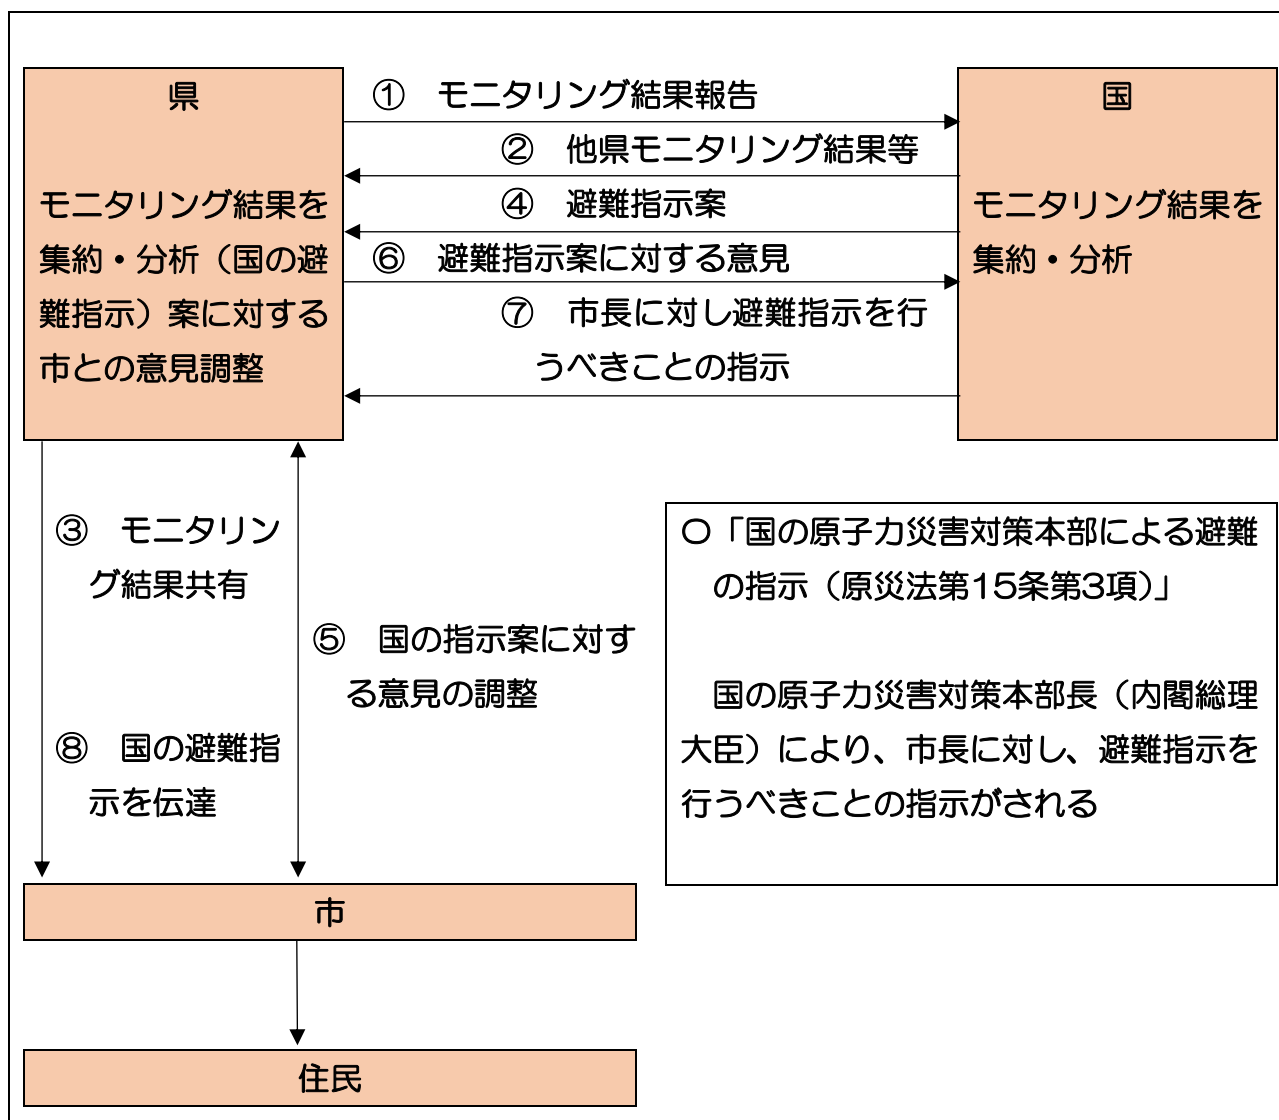 県
モニタリング結果を
集約・分析（国の避
難指示）案に対する
市との意見調整
①　モニタリング結果報告
②　他県モニタリング結果等
④　避難指示案
⑥　避難指示案に対する意見
⑦　市長に対し避難指示を行
うべきことの指示
国
モニタリング結果を
集約・分析
③　モニタリン
グ結果共有
⑤　国の指示案に対す
る意見の調整
⑧　国の避難指
示を伝達
○「国の原子力災害対策本部による避難
の指示（原災法第15条第3項）」
国の原子力災害対策本部長（内閣総理
大臣）により、市長に対し、避難指示を
行うべきことの指示がされる
市
住民